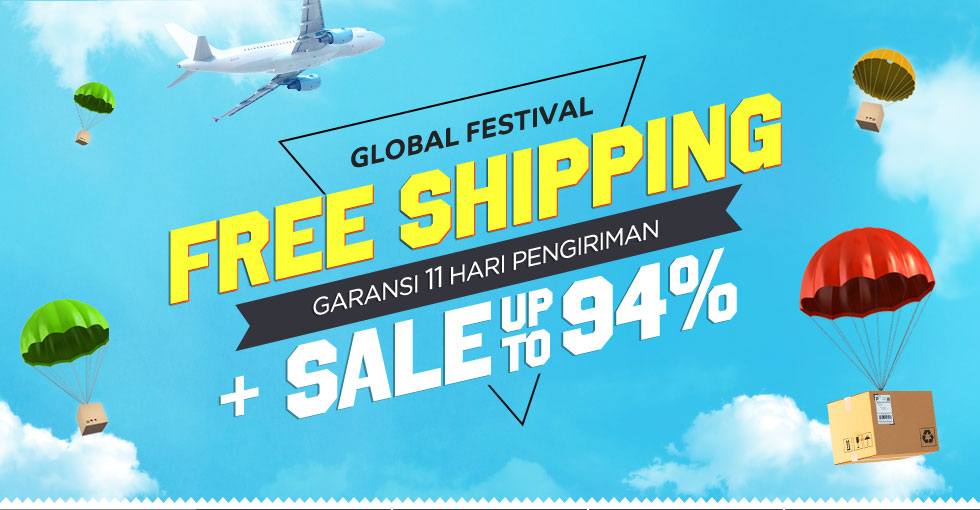 GLOBAL FESTIVAL
FREE SHIPPING
GARANSI 11 HARI PENGIRIMAN
+ SALE UP TO 94%